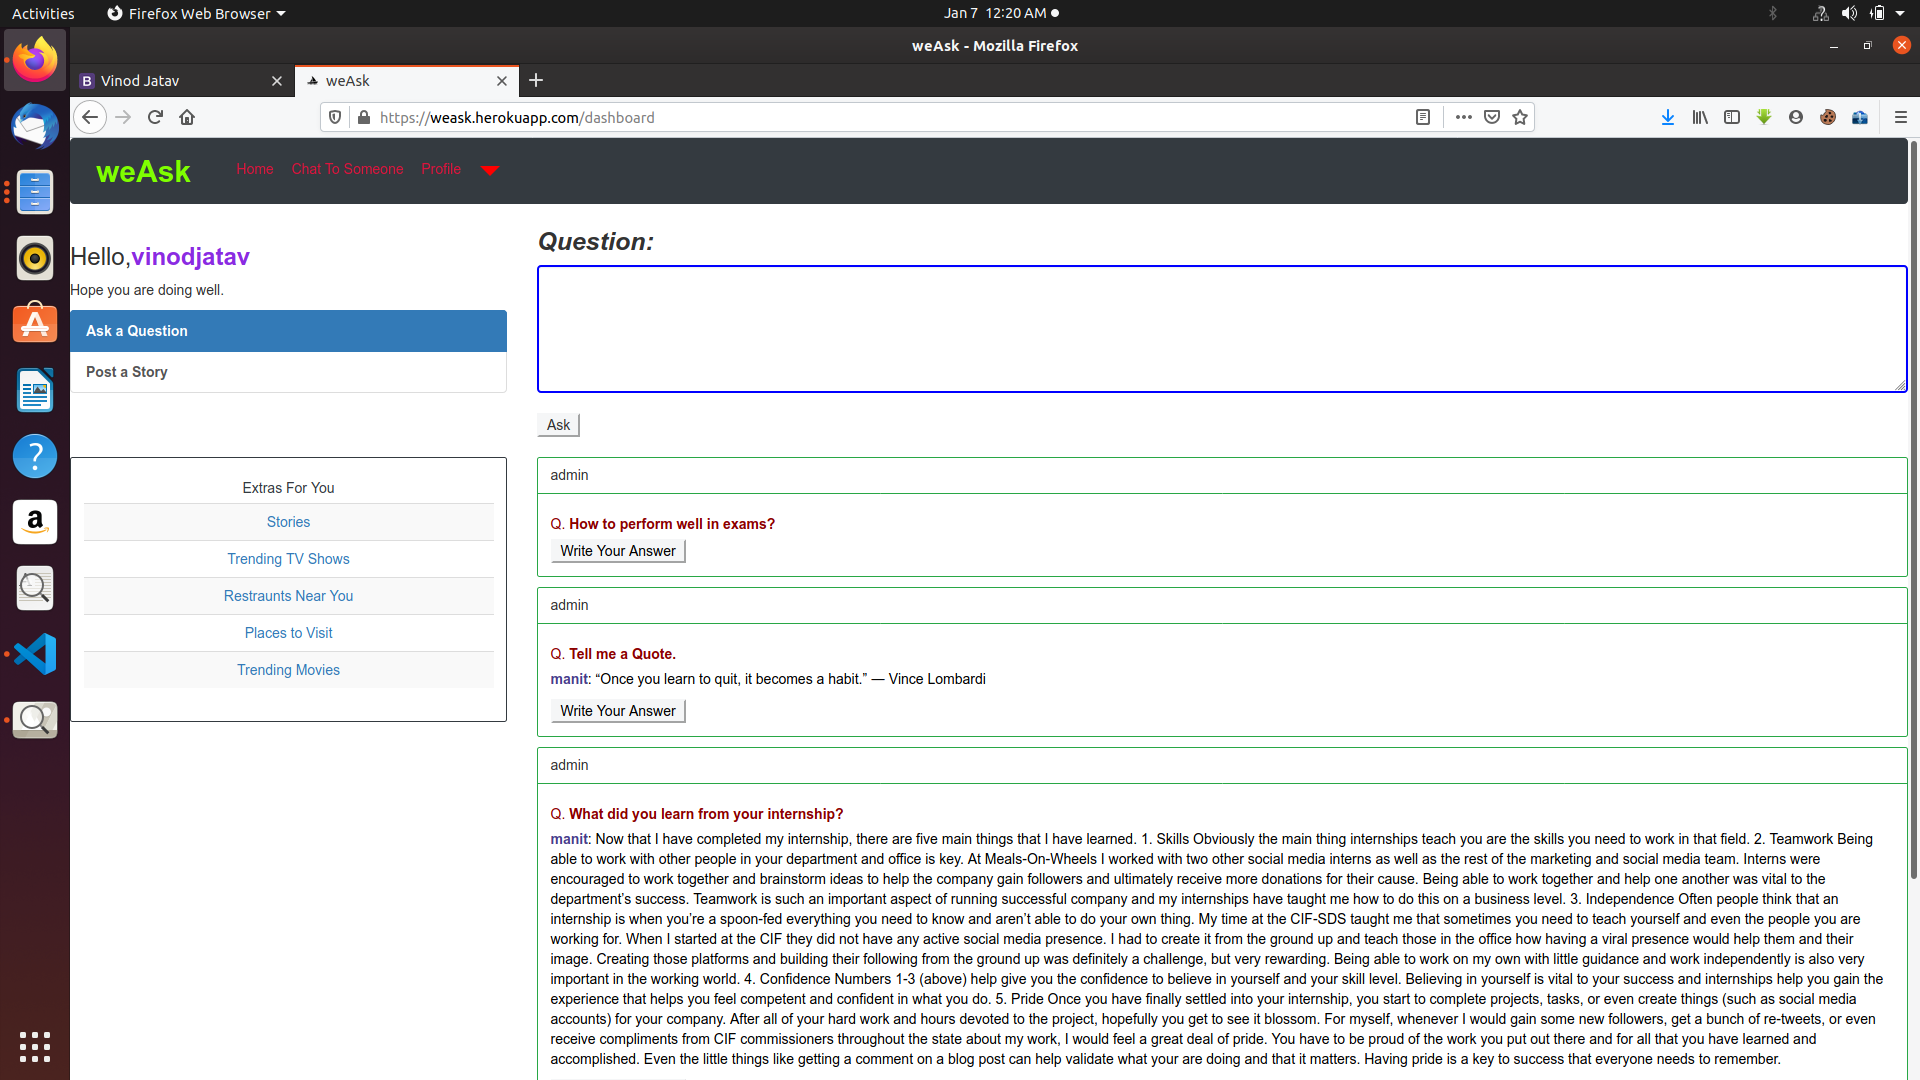 Activities
Firefox Web Browser
Jan 7 12:20 AM
weAsk - Mozilla Firefox
B Vinod Jatav
weAsk
https://weask.herokuapp.com/dashboard
weAsk
Home
Chat To Someone
Profile
Hello,vinodjatav
Hope you are doing well.
Ask a Question
Post a Story
Extras For You
Stories
Trending TV Shows
Restraunts Near You
Places to Visit
Trending Movies
Question:
Ask
admin
Q. How to perform well in exams?
Write Your Answer
admin
Q. Tell me a Quote.
manit: “Once you learn to quit, it becomes a habit.” — Vince Lombardi
Write Your Answer
admin
Q. What did you learn from your internship?
manit: Now that I have completed my internship, there are five main things that I have learned. 1. Skills Obviously the main thing internships teach you are the skills you need to work in that field. 2. Teamwork Being
able to work with other people in your department and office is key. At Meals-On-Wheels I worked with two other social media interns as well as the rest of the marketing and social media team. Interns were
encouraged to work together and brainstorm ideas to help the company gain followers and ultimately receive more donations for their cause. Being able to work together and help one another was vital to the
department’s success. Teamwork is such an important aspect of running successful company and my internships have taught me how to do this on a business level. 3. Independence Often people think that an
internship is when you’re a spoon-fed everything you need to know and aren’t able to do your own thing. My time at the CIF-SDS taught me that sometimes you need to teach yourself and even the people you are
working for. When I started at the CIF they did not have any active social media presence. I had to create it from the ground up and teach those in the office how having a viral presence would help them and their
image. Creating those platforms and building their following from the ground up was definitely a challenge, but very rewarding. Being able to work on my own with little guidance and work independently is also very
important in the working world. 4. Confidence Numbers 1-3 (above) help give you the confidence to believe in yourself and your skill level. Believing in yourself is vital to your success and internships help you gain the
experience that helps you feel competent and confident in what you do. 5. Pride Once you have finally settled into your internship, you start to complete projects, tasks, or even create things (such as social media
accounts) for your company. After all of your hard work and hours devoted to the project, hopefully you get to see it blossom. For myself, whenever I would gain some new followers, get a bunch of re-tweets, or even
receive compliments from CIF commissioners throughout the state about my work, I would feel a great deal of pride. You have to be proud of the work you put out there and for all that you have learned and
accomplished. Even the little things like getting a comment on a blog post can help validate what your are doing and that it matters. Having pride is a key to success that everyone needs to remember.